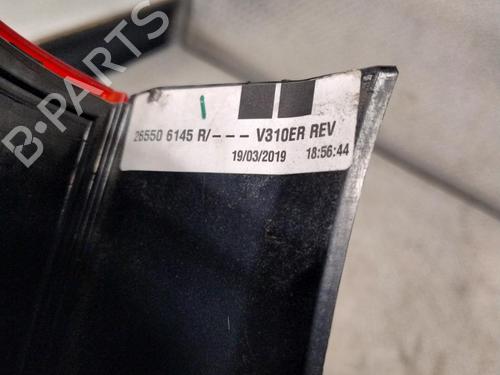 26550 6145 R/- - - V310ER REV
19/03/2019 18:56:44
B-PARTS